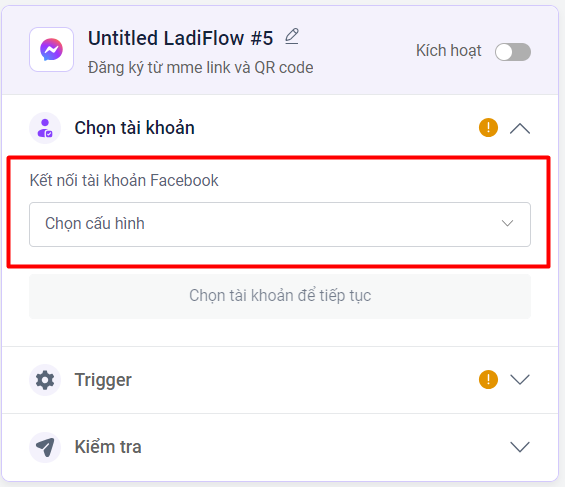 Untitled LadiFlow #5
Đăng ký từ mme link và QR code
Kích hoạt
Chọn tài khoản
Kết nối tài khoản Facebook
Chọn cấu hình
Chọn tài khoản để tiếp tục
Trigger
Kiểm tra